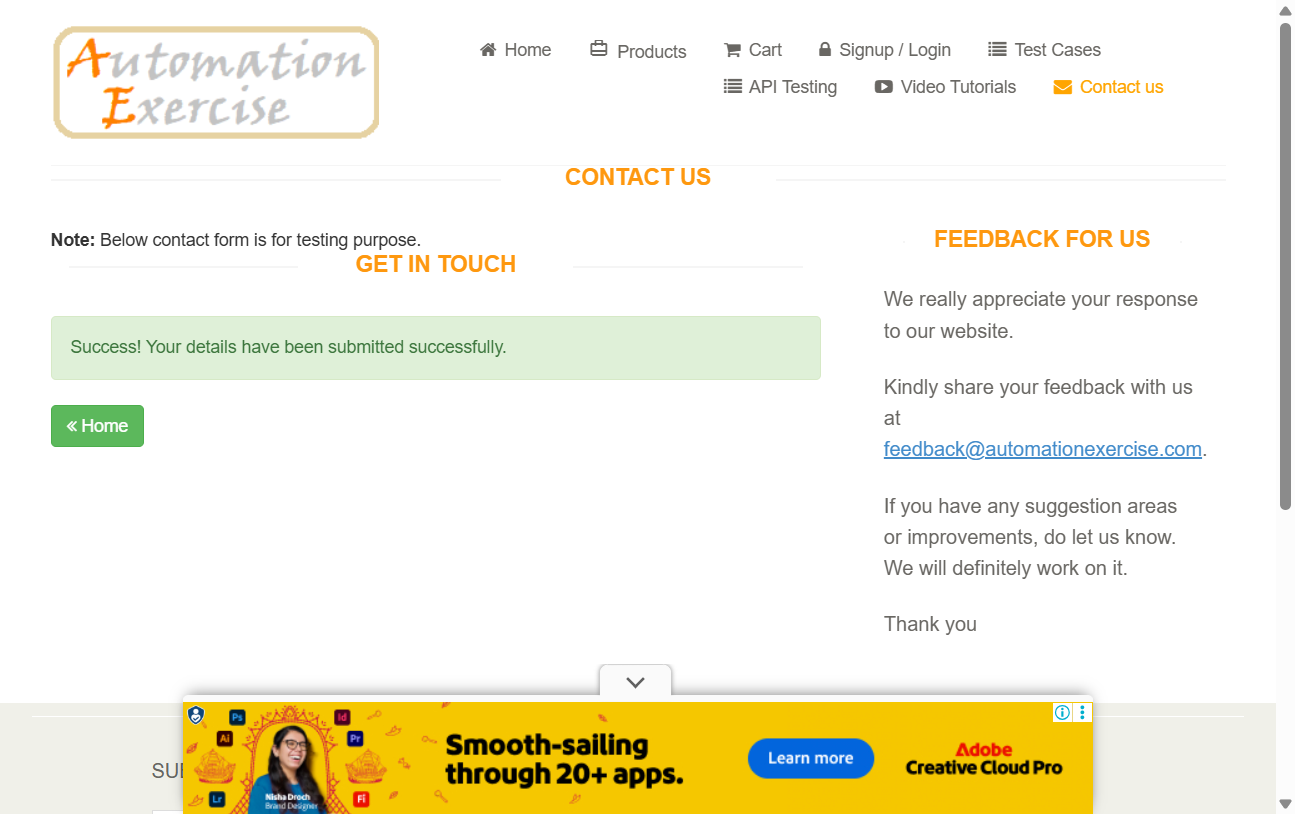 Automation
Exercise
Home
Products
Cart
Signup / Login
Test Cases
API Testing
Video Tutorials
Contact us
CONTACT US
Note: Below contact form is for testing purpose.
GET IN TOUCH
Success! Your details have been submitted successfully.
« Home
FEEDBACK FOR US
We really appreciate your response
to our website.
Kindly share your feedback with us
at
feedback@automationexercise.com.
If you have any suggestion areas
or improvements, do let us know.
We will definitely work on it.
Thank you
Ps
Id
Ai
Pr
Lr
Fl
Nisha Droch
Brand Designer
Smooth-sailing
through 20+ apps.
Learn more
Adobe
Creative Cloud Pro